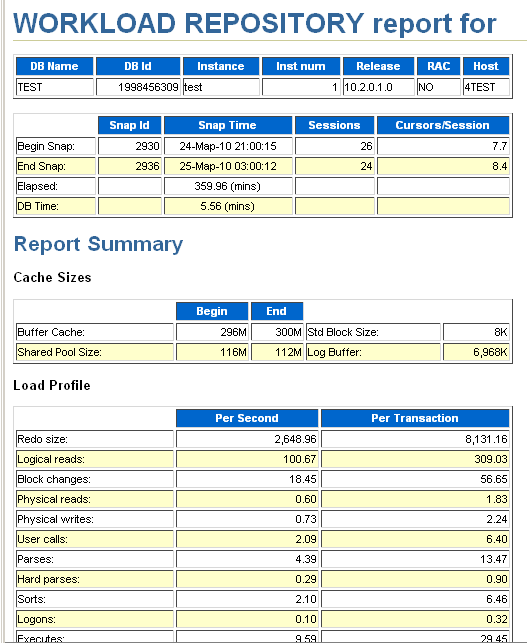 WORKLOAD REPOSITORY report for
DB Name DB Id Instance Inst num Release RAC Host
TEST 1998456309 test 1 10.2.0.1.0 NO 4TEST
Snap Id Snap Time Sessions Cursors/Session
Begin Snap: 2930 24-Мар-10 21:00:15 26 7.7
End Snap: 2936 25-Мар-10 03:00:12 24 8.4
Elapsed: 359.96 (mins)
DB Time: 5.56 (mins)
Report Summary
Cache Sizes
Begin End
Buffer Cache: 296M 300M Std Block Size: 8K
Shared Pool Size: 116M 112M Log Buffer: 6,968K
Load Profile
Per Second Per Transaction
Redo size: 2,648.96 8,131.16
Logical reads: 100.67 309.03
Block changes: 18.45 56.65
Physical reads: 0.60 1.83
Physical writes: 0.73 2.24
User calls: 2.09 6.40
Parses: 4.39 13.47
Hard parses: 0.29 0.90
Sorts: 2.10 6.46
Logons: 0.10 0.32
Executes: 9.59 29.45